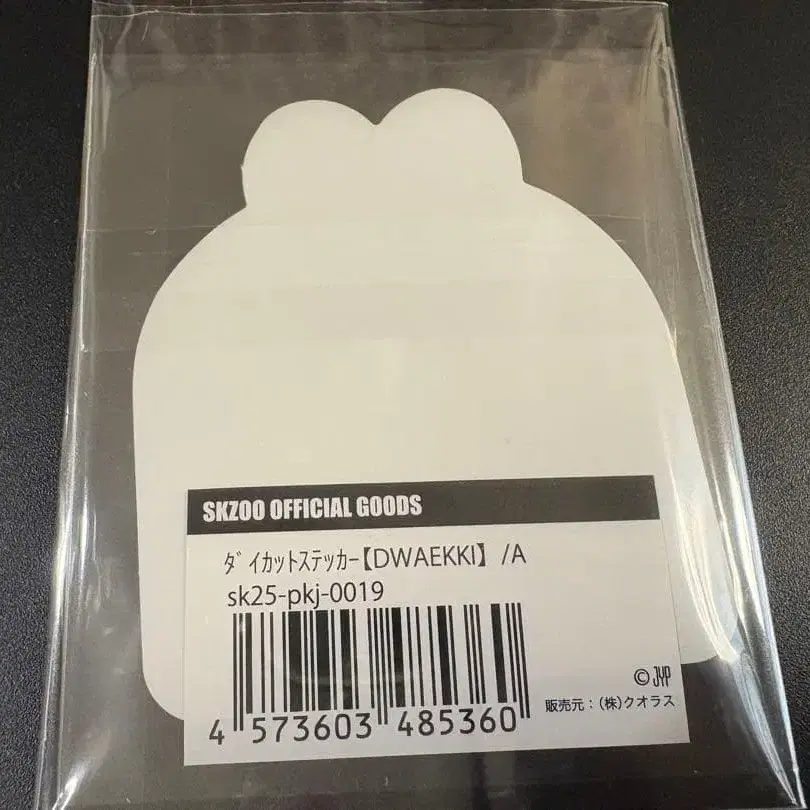 SKZOO OFFICIAL GOODS
ﾀﾞｲｶｯﾄｽﾃｯｶｰ【DWAEKKI】 /A
sk25-pkj-0019
4 573603 485360
© JYP
販売元：(株)クオラス